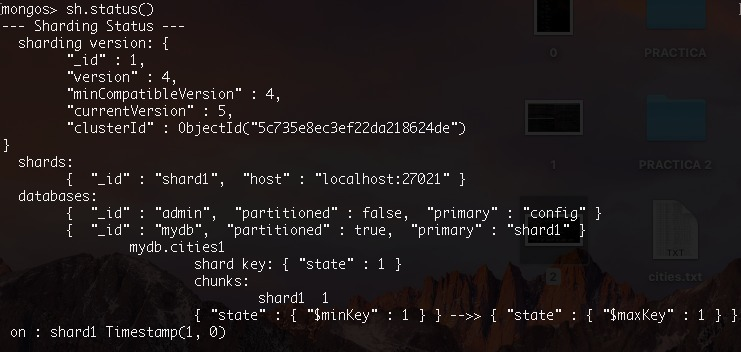 [mongos> sh.status()
--- Sharding Status ---
  sharding version: {
        "_id" : 1,
        "version" : 4,
        "minCompatibleVersion" : 4,
        "currentVersion" : 5,
        "clusterId" : ObjectId("5c735e8ec3ef22da218624de")
}
  shards:
        {  "_id" : "shard1",  "host" : "localhost:27021" }
  databases:
        {  "_id" : "admin",  "partitioned" : false,  "primary" : "config" }
        {  "_id" : "mydb",  "partitioned" : true,  "primary" : "shard1" }
                mydb.cities1
                        shard key: { "state" : 1 }
                        chunks:
                                shard1  1
                        { "state" : { "$minKey" : 1 } } -->> { "state" : { "$maxKey" : 1 } }
 on : shard1 Timestamp(1, 0)
0
PRACTICA
1
PRACTICA 2
TXT
2
cities.txt